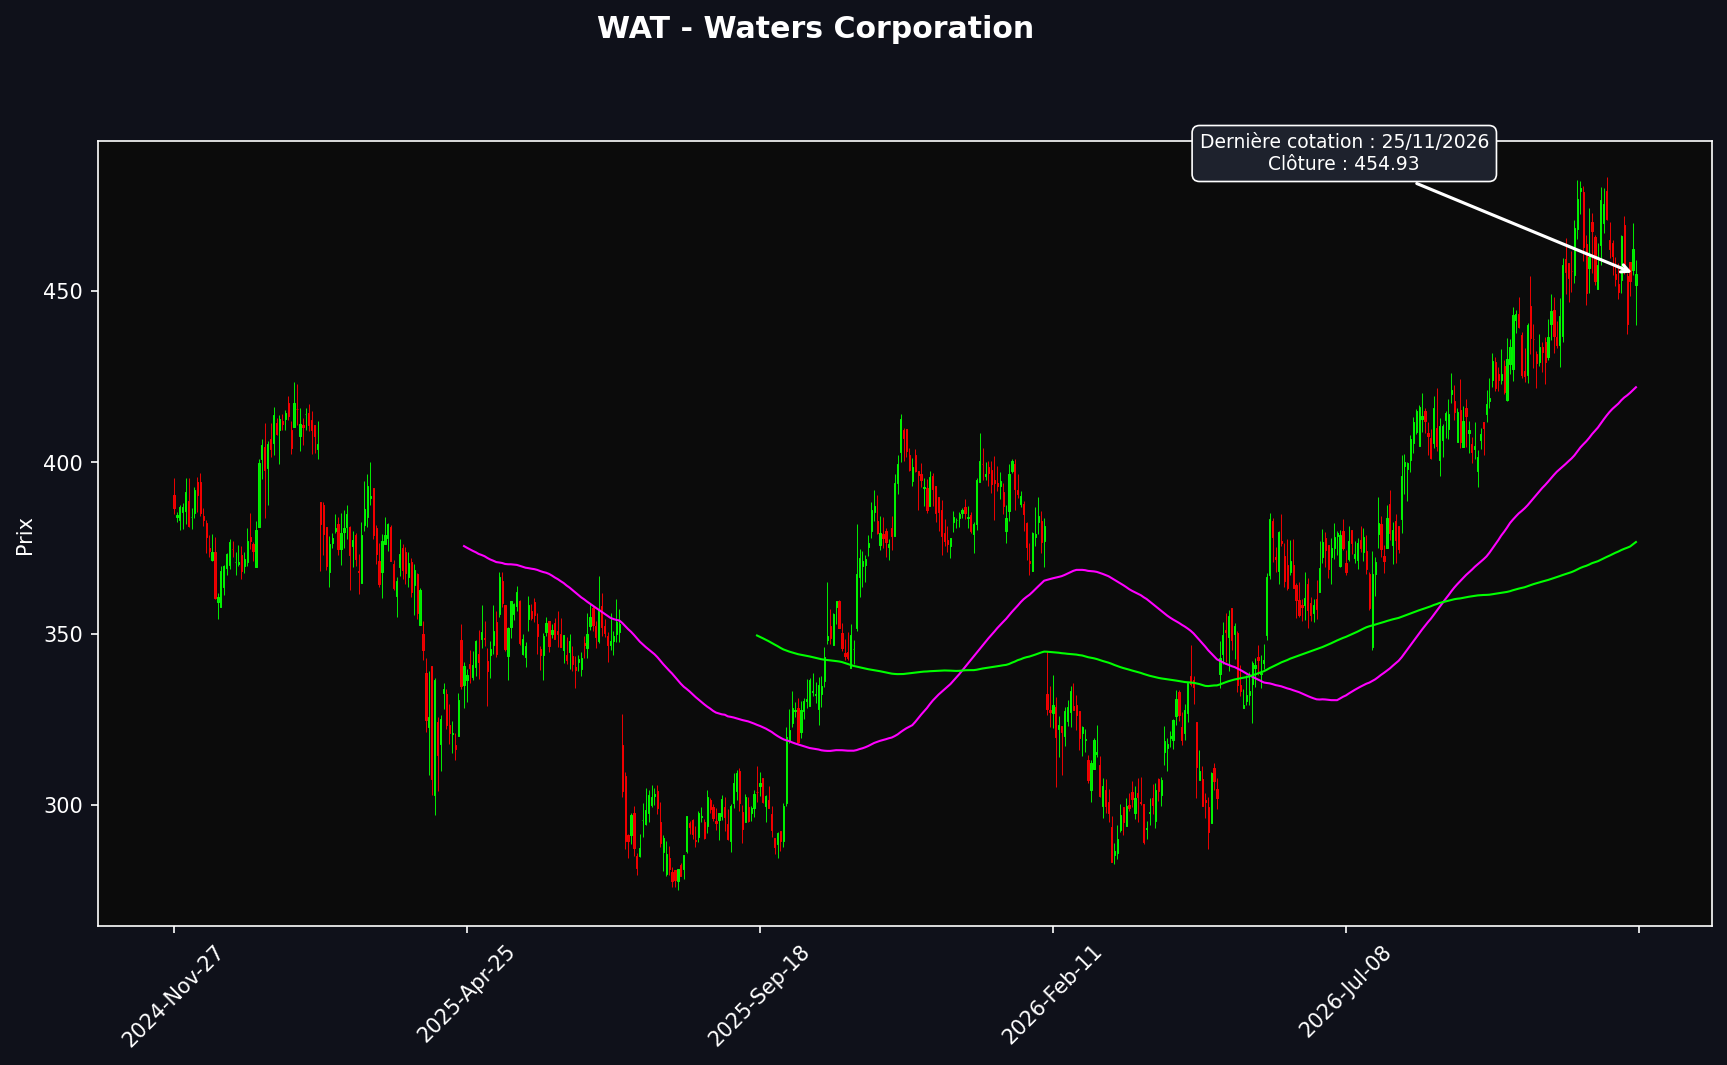 WAT - Waters Corporation
Dernière cotation : 25/11/2026
Clôture : 454.93
Prix
450
400
350
300
2024-Nov-27
2025-Apr-25
2025-Sep-18
2026-Feb-11
2026-Jul-08